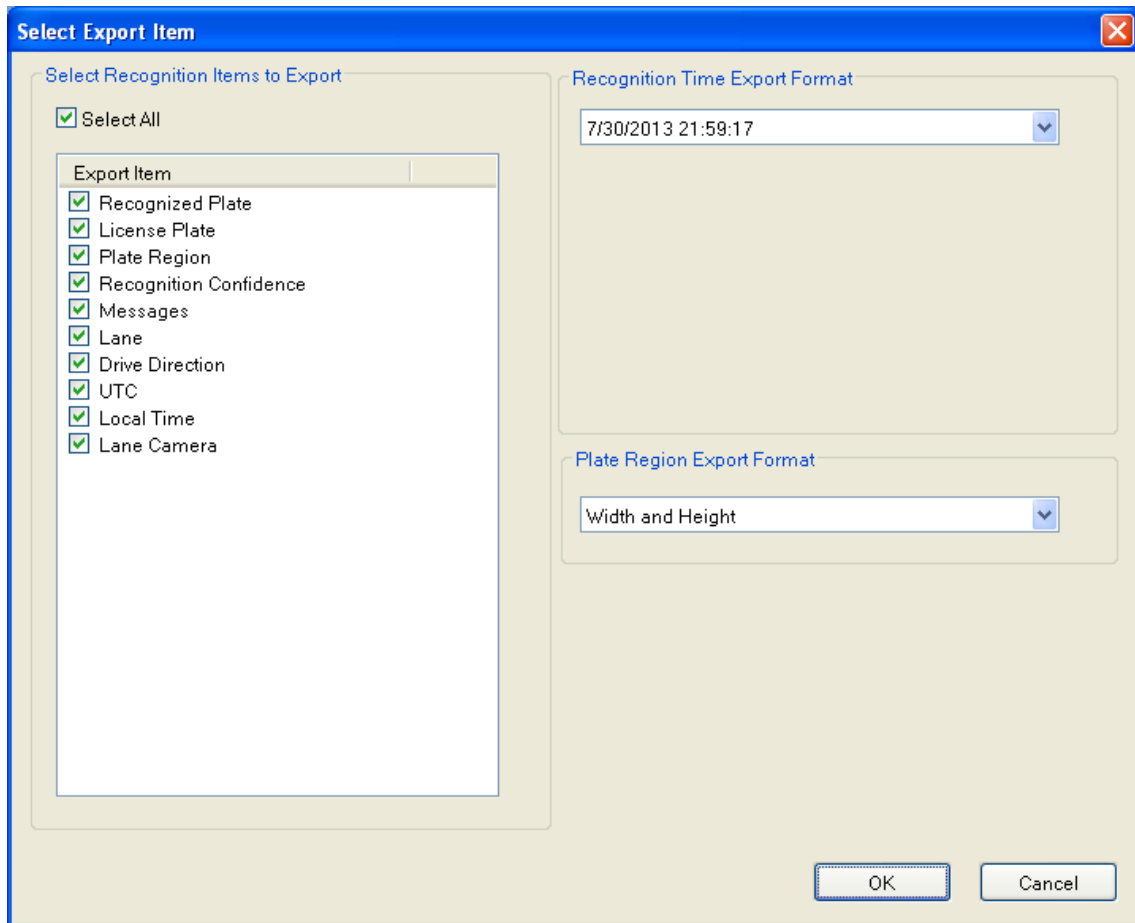 Select Export Item
Select Recognition Items to Export
Select All
Export Item
Recognized Plate
License Plate
Plate Region
Recognition Confidence
Messages
Lane
Drive Direction
UTC
Local Time
Lane Camera
Recognition Time Export Format
7/30/2013 21:59:17
Plate Region Export Format
Width and Height
OK
Cancel